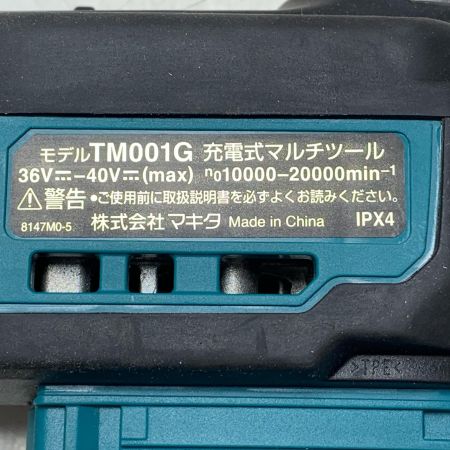 モデルTM001G 充電式マルチツール
36V⎓-40V⎓(max) n₀10000-20000min⁻¹
⚠警告 •ご使用前に取扱説明書を必ずよくお読みください
8147M0-5 株式会社マキタ Made in China IPX4
>TPE<